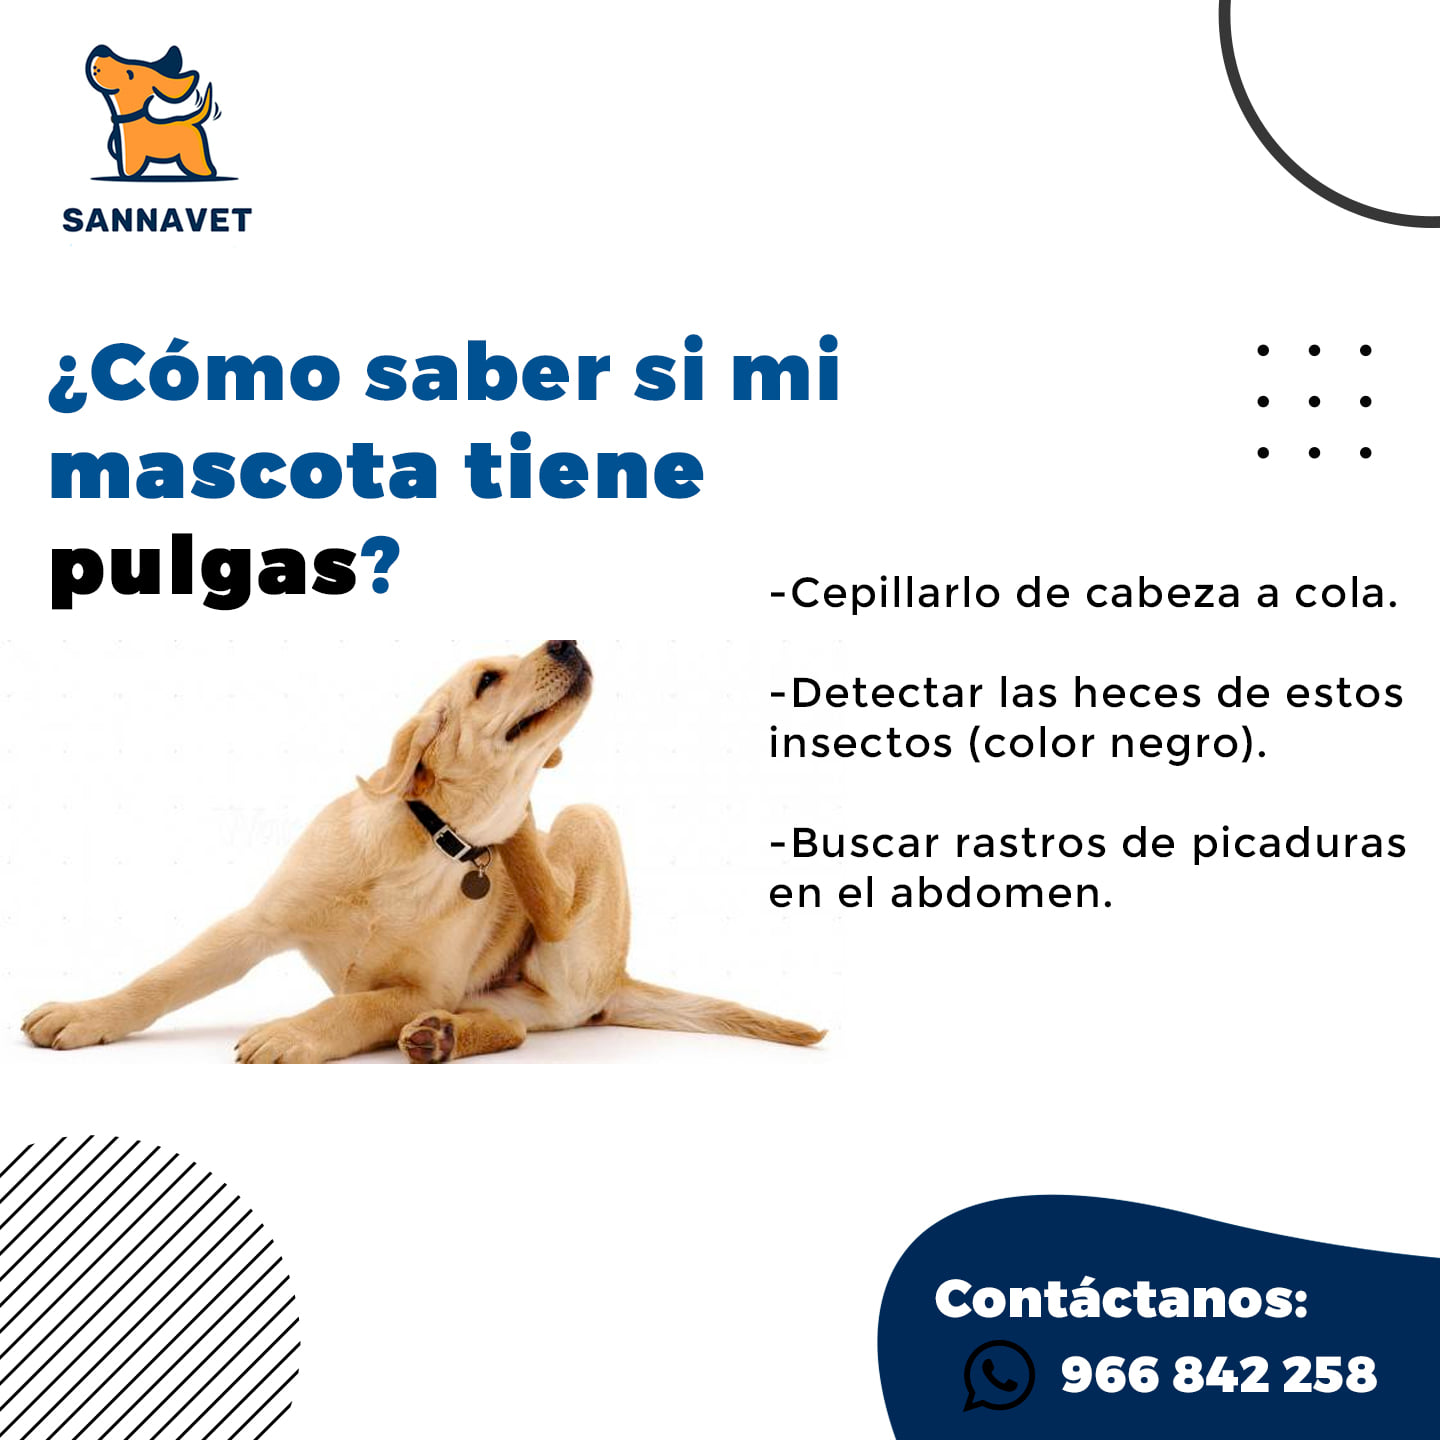 SANNAVET
¿Cómo saber si mi
mascota tiene
pulgas?
-Cepillarlo de cabeza a cola.
-Detectar las heces de estos
insectos (color negro).
-Buscar rastros de picaduras
en el abdomen.
Contáctanos:
966 842 258